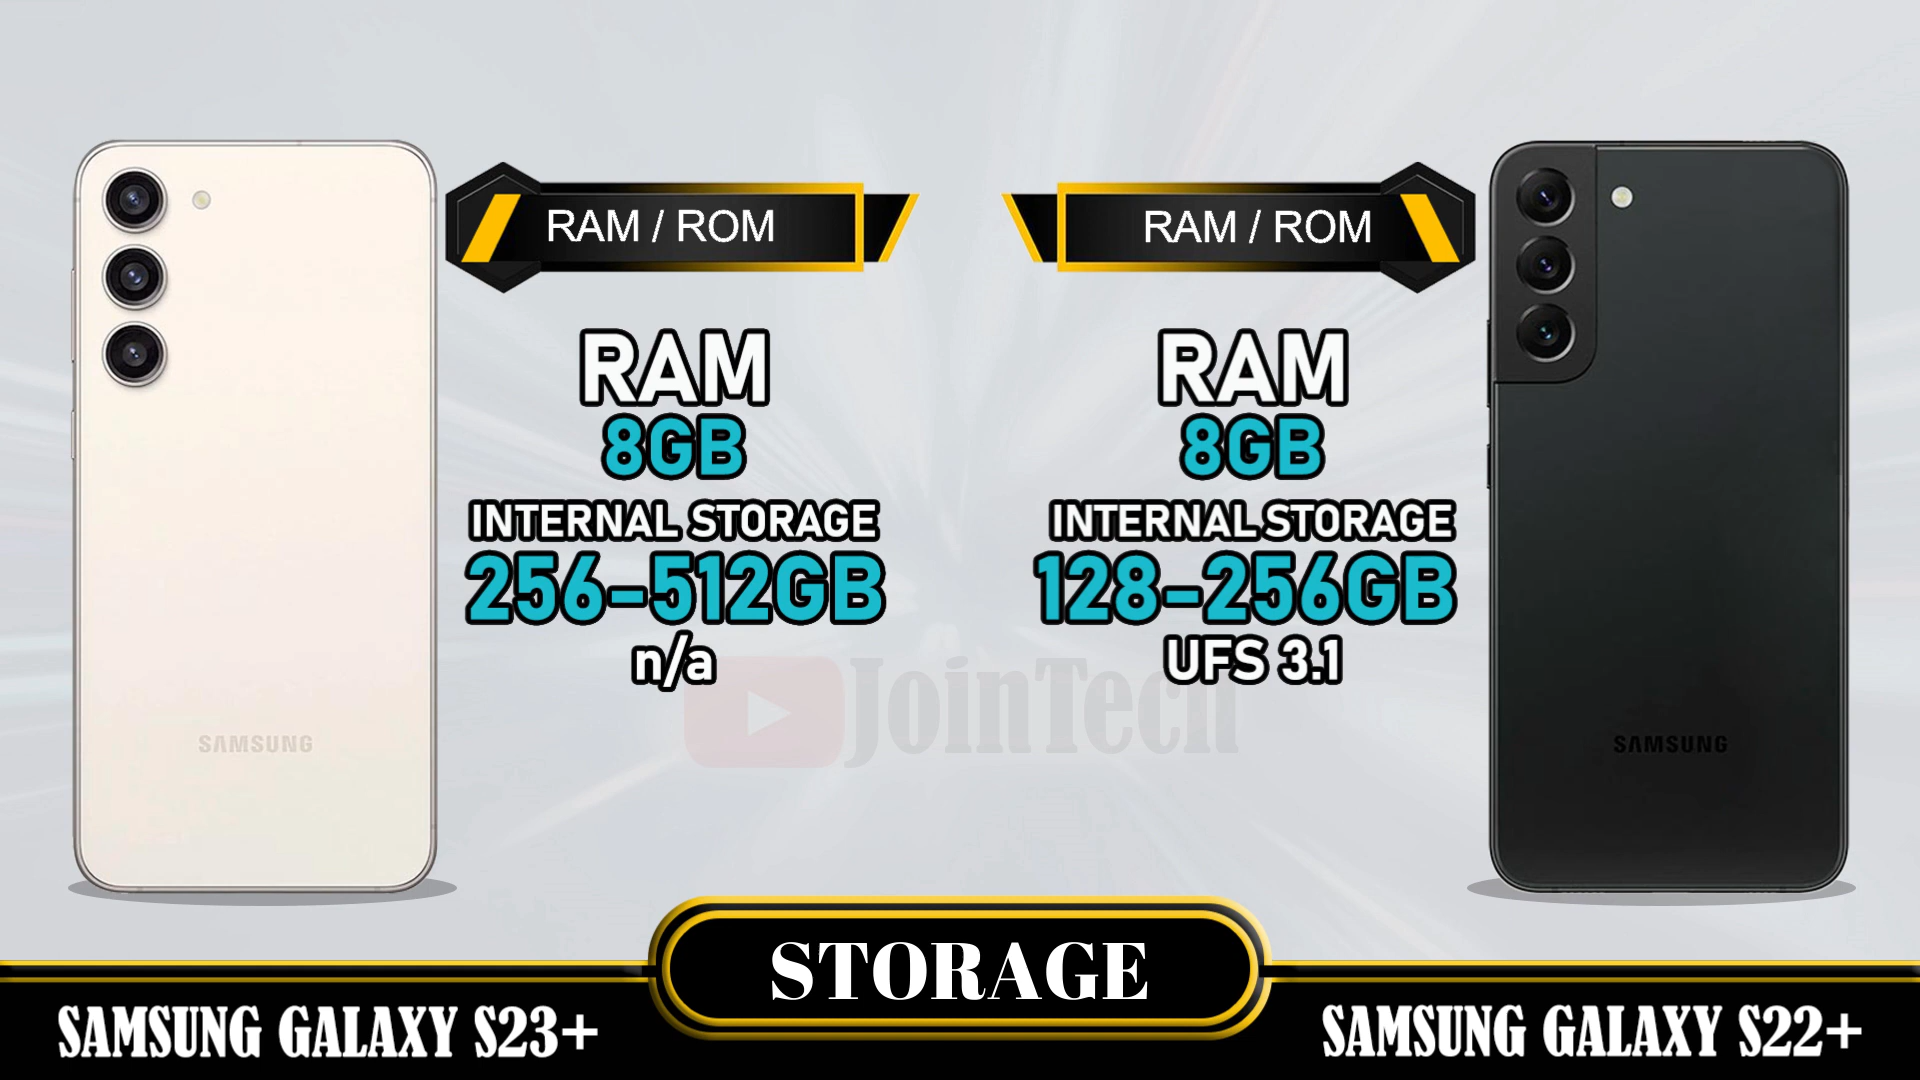 RAM / ROM
RAM
8GB
INTERNAL STORAGE
256-512GB
n/a
SAMSUNG
RAM / ROM
RAM
8GB
INTERNAL STORAGE
128-256GB
UFS 3.1
SAMSUNG
JoinTech
STORAGE
SAMSUNG GALAXY S23+
SAMSUNG GALAXY S22+